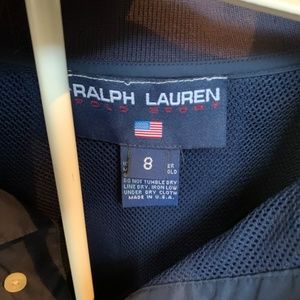 RALPH LAUREN
POLO SPORT
8
DO NOT TUMBLE DRY
LINE DRY, IRON LOW
UNDER DRY CLOTH
MADE IN U.S.A.